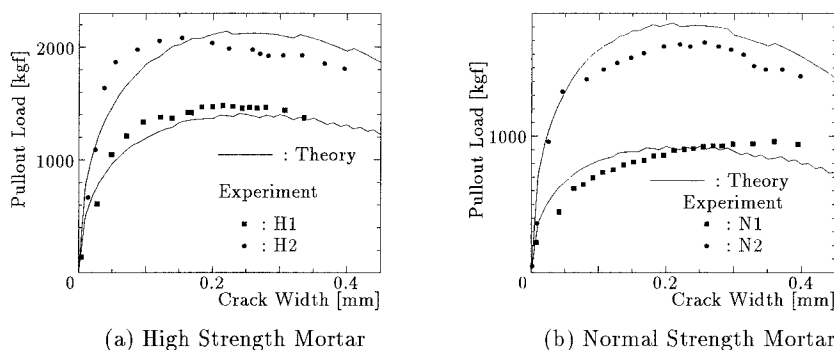 2000
1000
0
0.2
0.4
Pullout Load [kgf]
Crack Width [mm]
: Theory
Experiment
: H1
: H2
(a) High Strength Mortar
1000
0
0.2
0.4
Pullout Load [kgf]
Crack Width [mm]
: Theory
Experiment
: N1
: N2
(b) Normal Strength Mortar